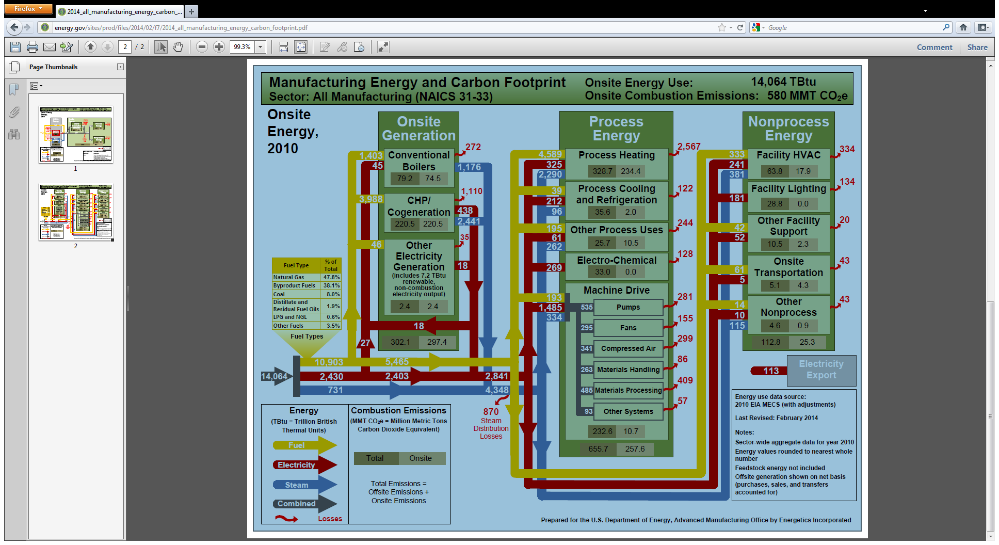 Firefox
2014_all_manufacturing_energy_carbon_...
energy.gov/sites/prod/files/2014/02/f7/2014_all_manufacturing_energy_carbon_footprint.pdf
Google
2 / 2
99.3%
Comment
Share
Page Thumbnails
1
2
Manufacturing Energy and Carbon Footprint
Sector: All Manufacturing (NAICS 31-33)
Onsite Energy Use: 14,064 TBtu
Onsite Combustion Emissions: 580 MMT CO₂e
Onsite
Energy,
2010
Onsite
Generation
1,403
45
Conventional
Boilers
79.2 74.5
272
1,176
3,988
CHP/
Cogeneration
220.5 220.5
1,110
438
2,441
46
Other
Electricity
Generation
(includes 7.2 TBtu
renewable,
non-combustion
electricity output)
2.4 2.4
35
18
18
27
302.1 297.4
Fuel Type % of Total
Natural Gas 47.8%
Byproduct Fuels 38.1%
Coal 8.0%
Distillate and
Residual Fuel Oils 1.9%
LPG and NGL 0.6%
Other Fuels 3.5%
Fuel Types
14,064
10,903 5,465
2,430 2,403 2,841
731 4,348
870
Steam
Distribution
Losses
Process
Energy
4,589
325
2,290
Process Heating
328.7 234.4
2,567
39
212
96
Process Cooling
and Refrigeration
35.6 2.0
122
195
61
262
Other Process Uses
25.7 10.5
244
269
Electro-Chemical
33.0 0.0
128
193
1,485
334
Machine Drive
535 Pumps 281
295 Fans 155
341 Compressed Air 299
263 Materials Handling 86
485 Materials Processing 409
93 Other Systems 57
232.6 10.7
655.7 257.6
Nonprocess
Energy
333
241
381
Facility HVAC
63.8 17.9
334
181
Facility Lighting
28.8 0.0
134
42
52
Other Facility
Support
10.5 2.3
20
61
5
Onsite
Transportation
5.1 4.3
43
14
10
115
Other
Nonprocess
4.6 0.9
43
112.8 25.3
113
Electricity
Export
Energy
(TBtu = Trillion British
Thermal Units)
Fuel
Electricity
Steam
Combined
Losses
Combustion Emissions
(MMT CO₂e = Million Metric Tons
Carbon Dioxide Equivalent)
Total Onsite
Total Emissions =
Offsite Emissions +
Onsite Emissions
Energy use data source:
2010 EIA MECS (with adjustments)
Last Revised: February 2014
Notes:
Sector-wide aggregate data for year 2010
Energy values rounded to nearest whole
number
Feedstock energy not included
Offsite generation shown on net basis
(purchases, sales, and transfers
accounted for)
Prepared for the U.S. Department of Energy, Advanced Manufacturing Office by Energetics Incorporated